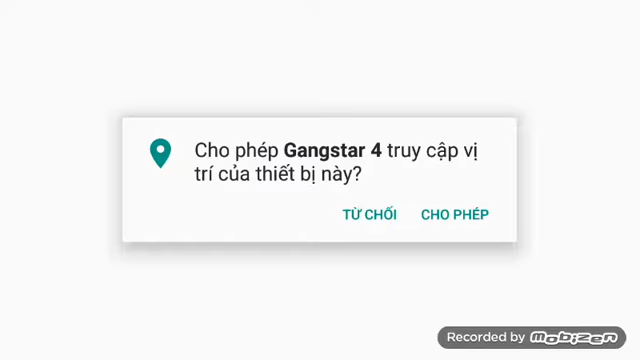 Cho phép Gangstar 4 truy cập vị
trí của thiết bị này?
TỪ CHỐI CHO PHÉP
Recorded by mobizen